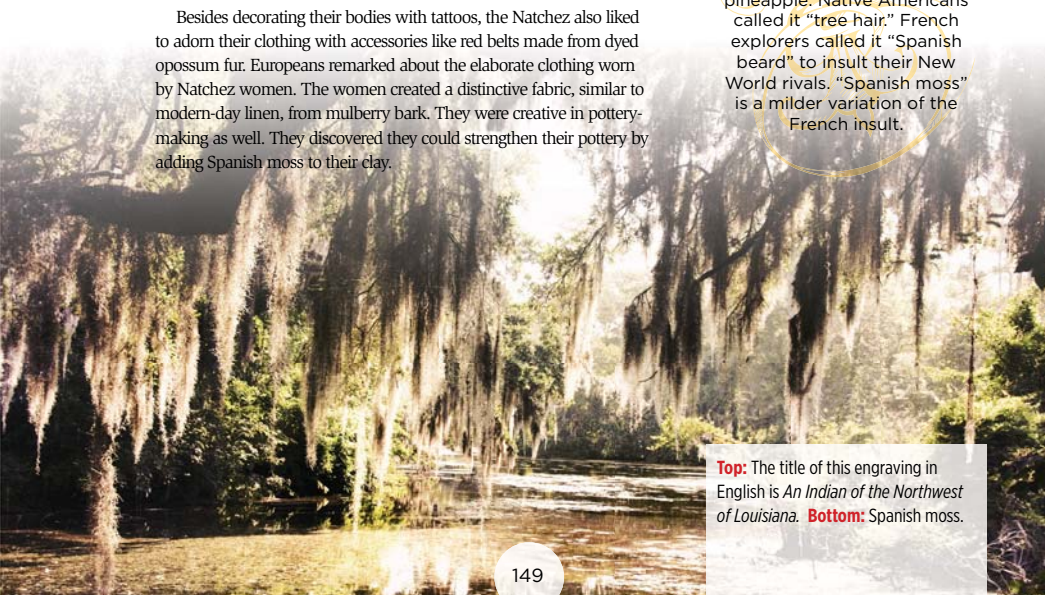 Besides decorating their bodies with tattoos, the Natchez also liked
to adorn their clothing with accessories like red belts made from dyed
opossum fur. Europeans remarked about the elaborate clothing worn
by Natchez women. The women created a distinctive fabric, similar to
modern-day linen, from mulberry bark. They were creative in pottery-
making as well. They discovered they could strengthen their pottery by
adding Spanish moss to their clay.
pineapple. Native Americans
called it “tree hair.” French
explorers called it “Spanish
beard” to insult their New
World rivals. “Spanish moss”
is a milder variation of the
French insult.
Top: The title of this engraving in
English is An Indian of the Northwest
of Louisiana. Bottom: Spanish moss.
149